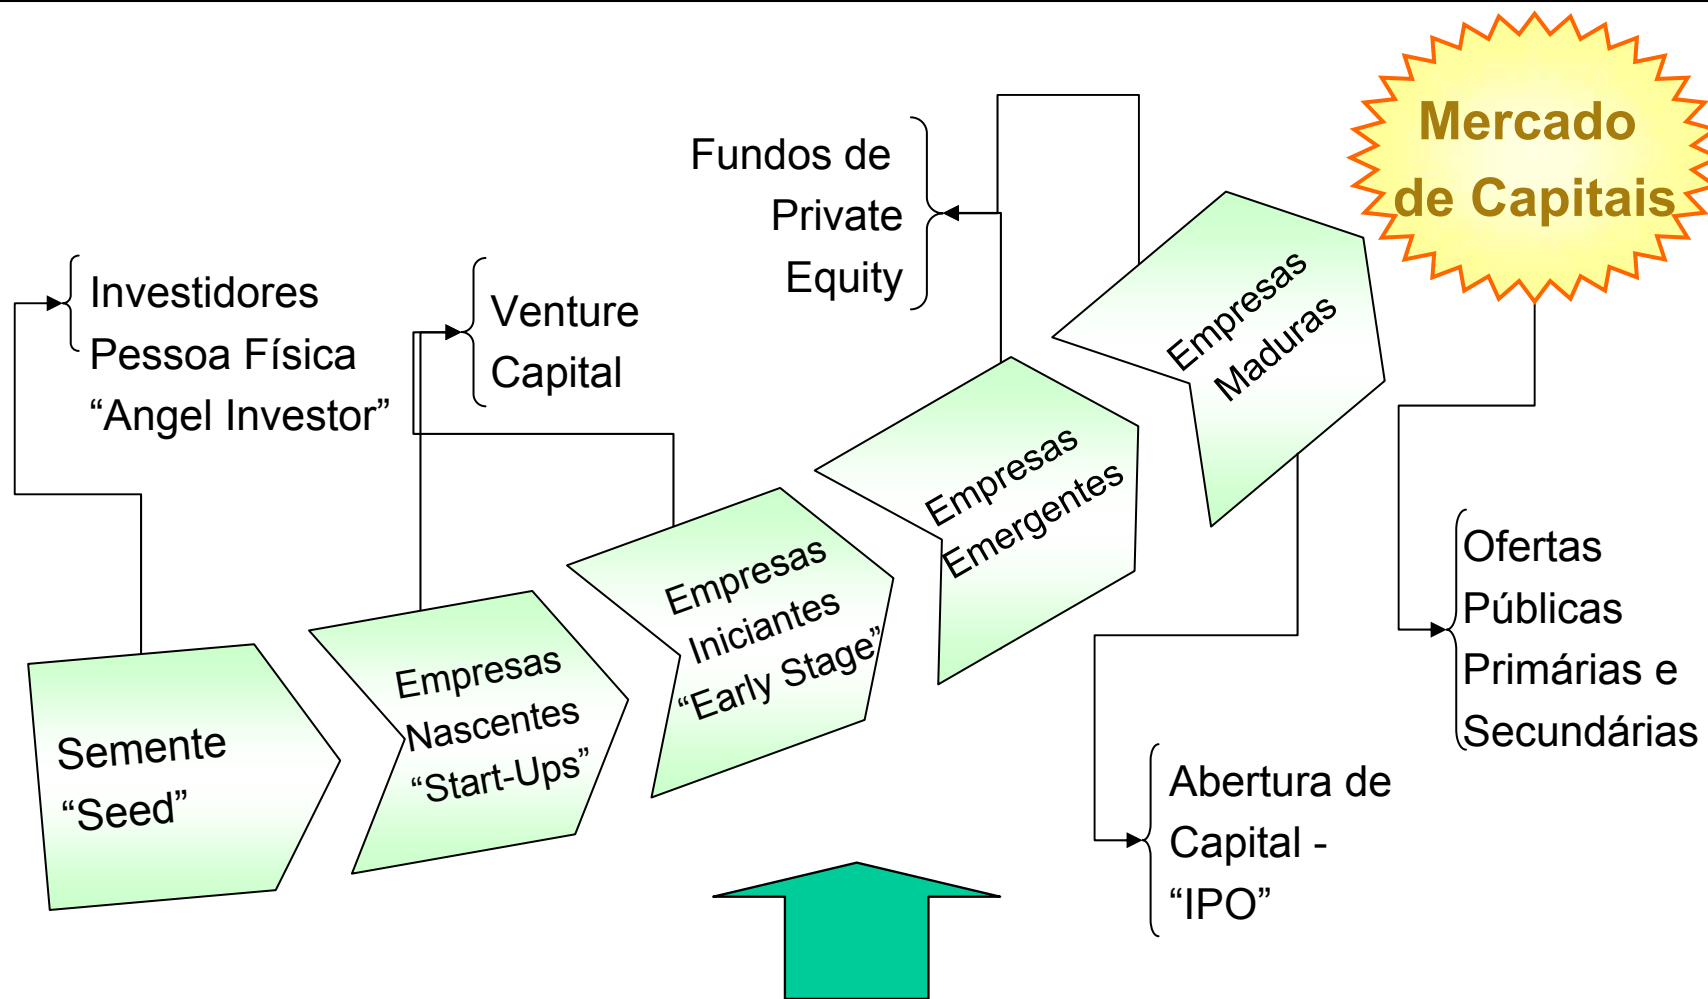 Mercado
de Capitais
Fundos de
Private
Equity
Investidores
Pessoa Física
“Angel Investor”
Venture
Capital
Empresas
Maduras
Empresas
Emergentes
Empresas
Iniciantes
“Early Stage”
Empresas
Nascentes
“Start-Ups”
Semente
“Seed”
Ofertas
Públicas
Primárias e
Secundárias
Abertura de
Capital -
“IPO”